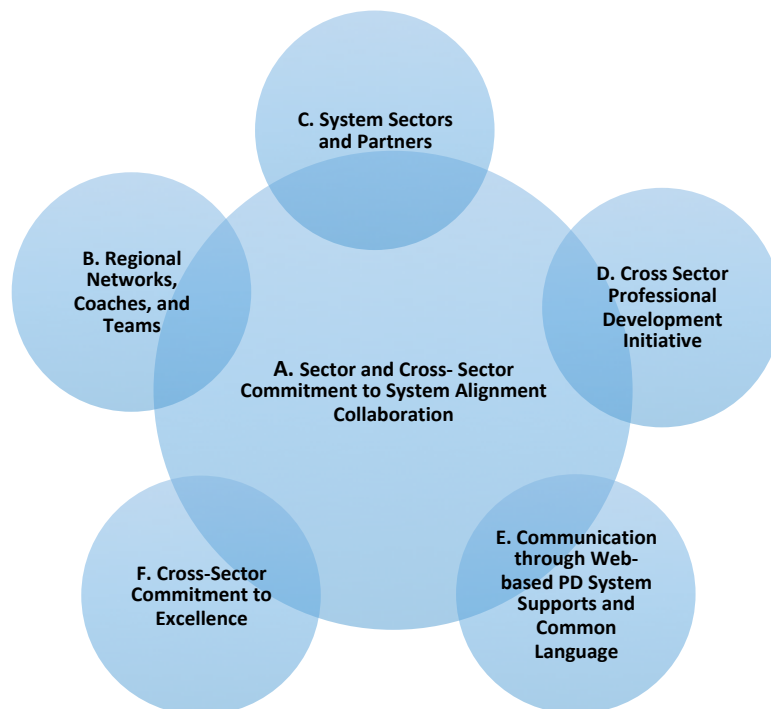 C. System Sectors
and Partners
B. Regional
Networks,
Coaches, and
Teams
D. Cross Sector
Professional
Development
Initiative
A. Sector and Cross- Sector
Commitment to System Alignment
Collaboration
E. Communication
through Web-
based PD System
Supports and
Common
Language
F. Cross-Sector
Commitment to
Excellence